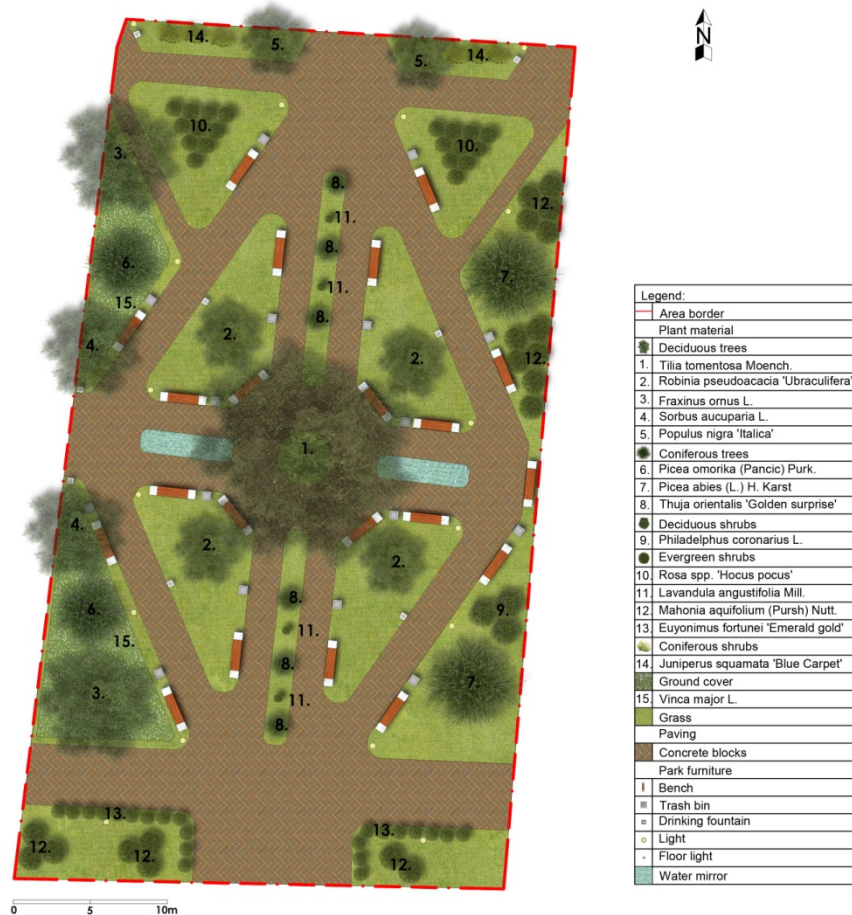 N
14.
5.
5.
14.
3.
10.
10.
8.
12.
11.
6.
8.
7.
11.
15.
8.
4.
2.
2.
12.
1.
4.
2.
2.
6.
8.
9.
15.
11.
3.
8.
7.
11.
8.
13.
13.
12.
12.
12.
0 5 10m
Legend:
Area border
Plant material
Deciduous trees
1. Tilia tomentosa Moench.
2. Robinia pseudoacacia 'Ubraculifera'
3. Fraxinus ornus L.
4. Sorbus aucuparia L.
5. Populus nigra 'Italica'
Coniferous trees
6. Picea omorika (Pancic) Purk.
7. Picea abies (L.) H. Karst
8. Thuja orientalis 'Golden surprise'
Deciduous shrubs
9. Philadelphus coronarius L.
Evergreen shrubs
10. Rosa spp. 'Hocus pocus'
11. Lavandula angustifolia Mill.
12. Mahonia aquifolium (Pursh) Nutt.
13. Euyonimus fortunei 'Emerald gold'
Coniferous shrubs
14. Juniperus squamata 'Blue Carpet'
Ground cover
15. Vinca major L.
Grass
Paving
Concrete blocks
Park furniture
Bench
Trash bin
Drinking fountain
Light
Floor light
Water mirror